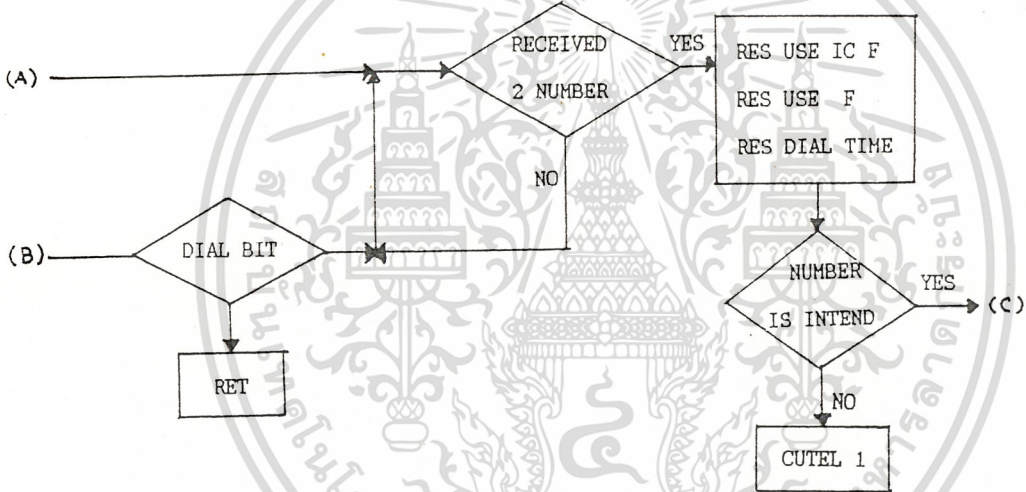 (A)
RECEIVED
2 NUMBER
YES
RES USE IC F
RES USE F
RES DIAL TIME
NO
(B)
DIAL BIT
RET
NUMBER
IS INTEND
YES
(C)
NO
CUTEL 1